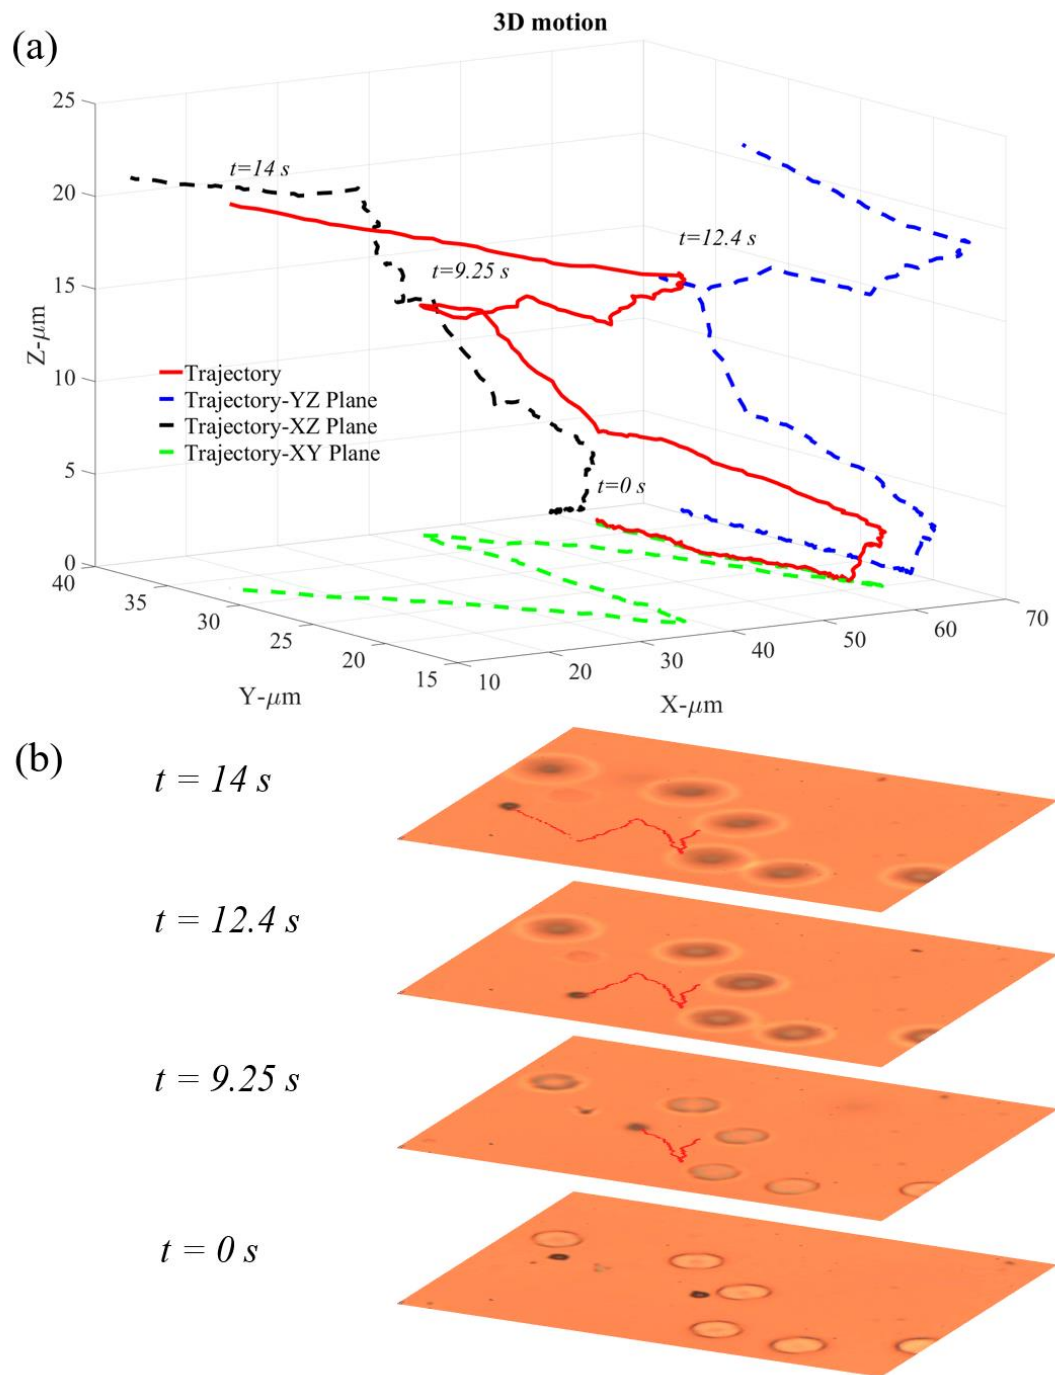 (a)
3D motion
25
20
15
10
5
0
Z-μm
t=14 s
t=9.25 s
t=12.4 s
t=0 s
Trajectory
Trajectory-YZ Plane
Trajectory-XZ Plane
Trajectory-XY Plane
40
35
30
25
20
15
Y-μm
10
20
30
40
50
60
70
X-μm
(b)
t = 14 s
t = 12.4 s
t = 9.25 s
t = 0 s